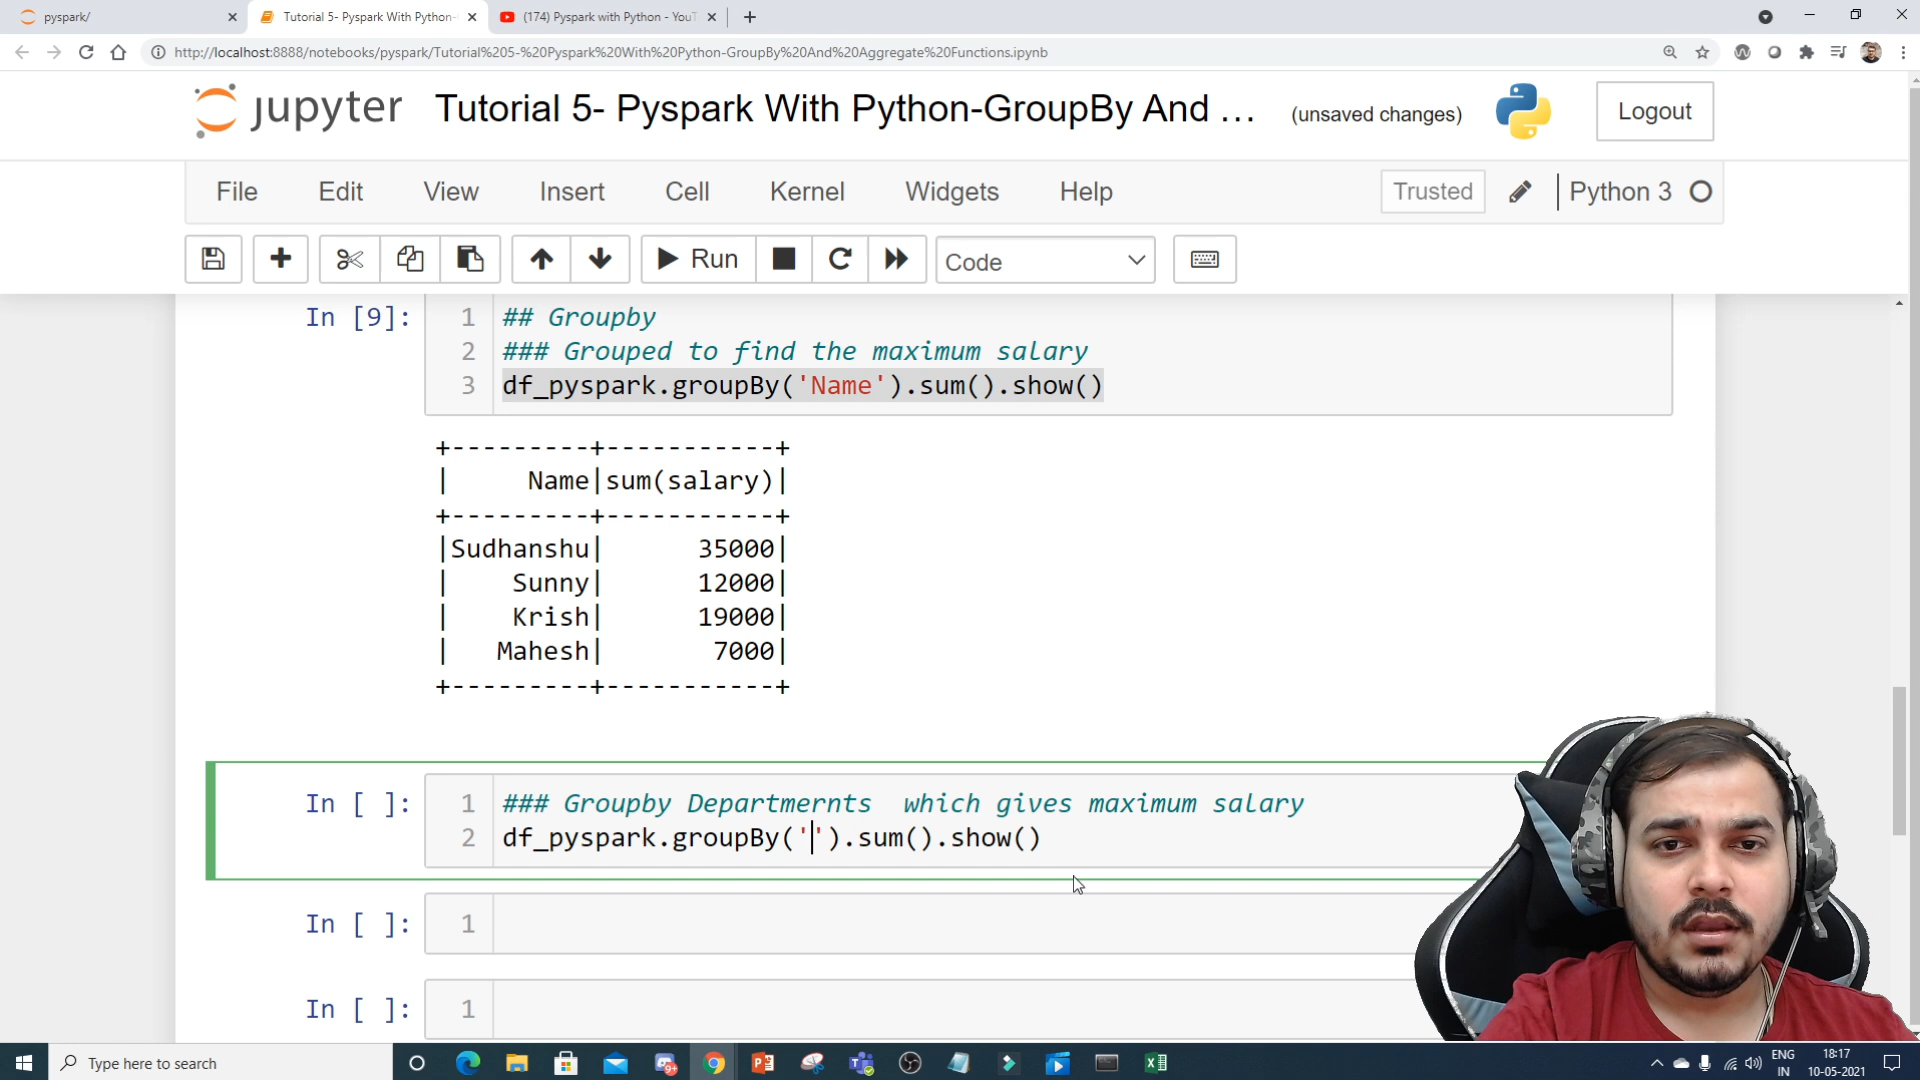 pyspark/
Tutorial 5- Pyspark With Python-
(174) Pyspark with Python - YouT
http://localhost:8888/notebooks/pyspark/Tutorial%205-%20Pyspark%20With%20Python-GroupBy%20And%20Aggregate%20Functions.ipynb
jupyter Tutorial 5- Pyspark With Python-GroupBy And ... (unsaved changes) Logout
File Edit View Insert Cell Kernel Widgets Help Trusted Python 3
Run Code
In [9]: 1 ## Groupby
2 ### Grouped to find the maximum salary
3 df_pyspark.groupBy('Name').sum().show()
+---------+-----------+
|     Name|sum(salary)|
+---------+-----------+
|Sudhanshu|      35000|
|    Sunny|      12000|
|    Krish|      19000|
|   Mahesh|       7000|
+---------+-----------+
In [ ]: 1 ### Groupby Departmernts  which gives maximum salary
2 df_pyspark.groupBy('').sum().show()
In [ ]: 1
In [ ]: 1
Type here to search
ENG
IN
18:17
10-05-2021